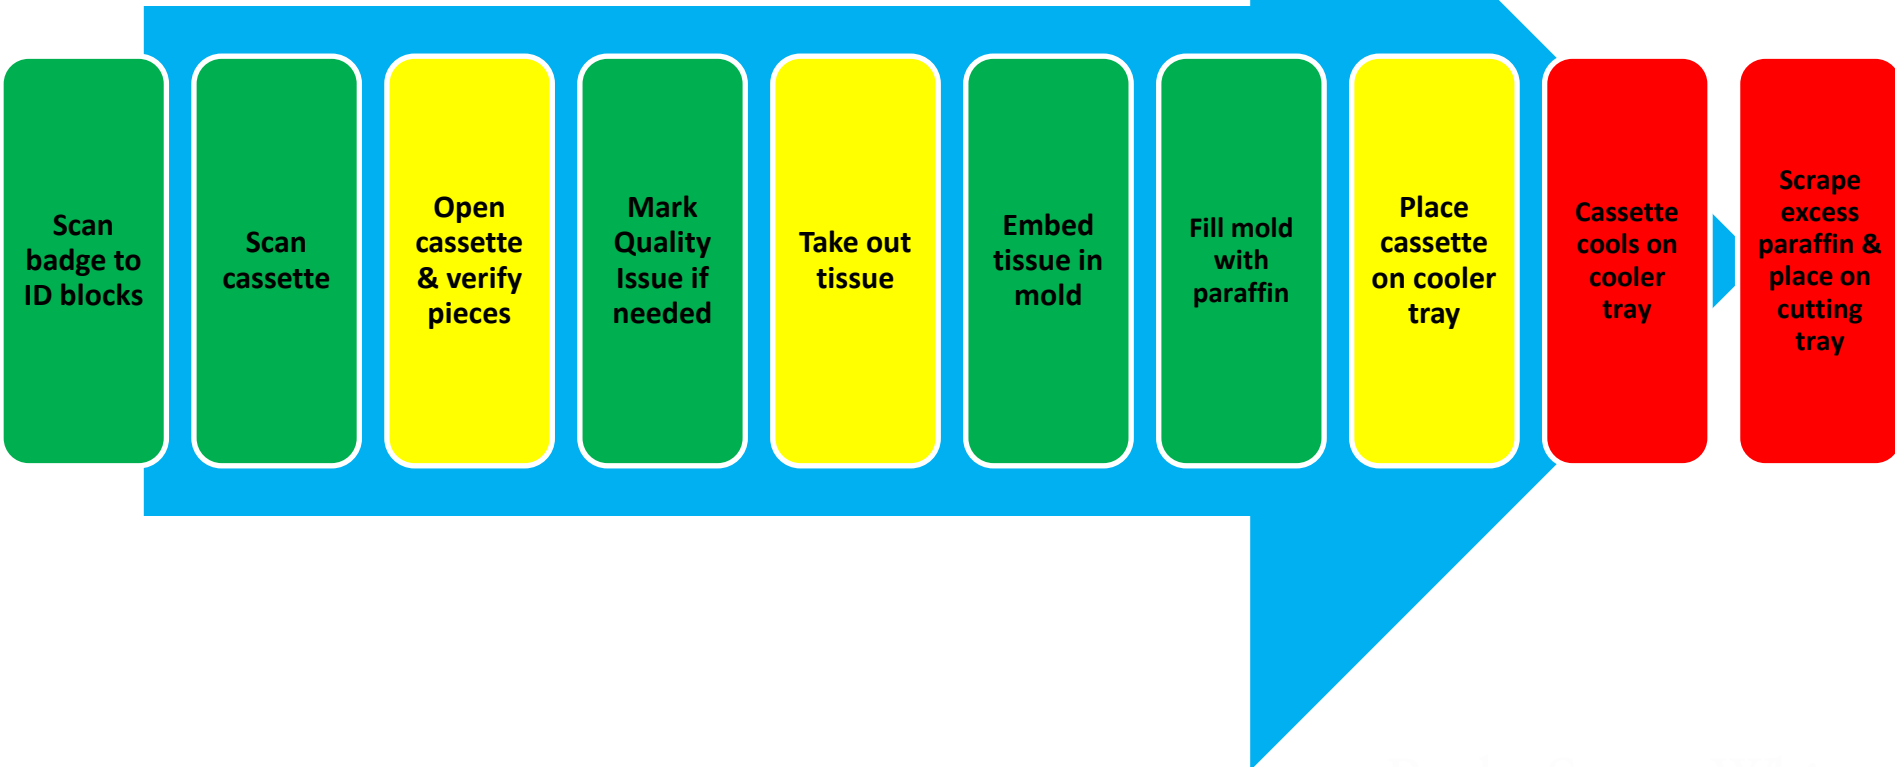 Scan
badge to
ID blocks
Scan
cassette
Open
cassette
& verify
pieces
Mark
Quality
Issue if
needed
Take out
tissue
Embed
tissue in
mold
Fill mold
with
paraffin
Place
cassette
on cooler
tray
Cassette
cools on
cooler
tray
Scrape
excess
paraffin &
place on
cutting
tray